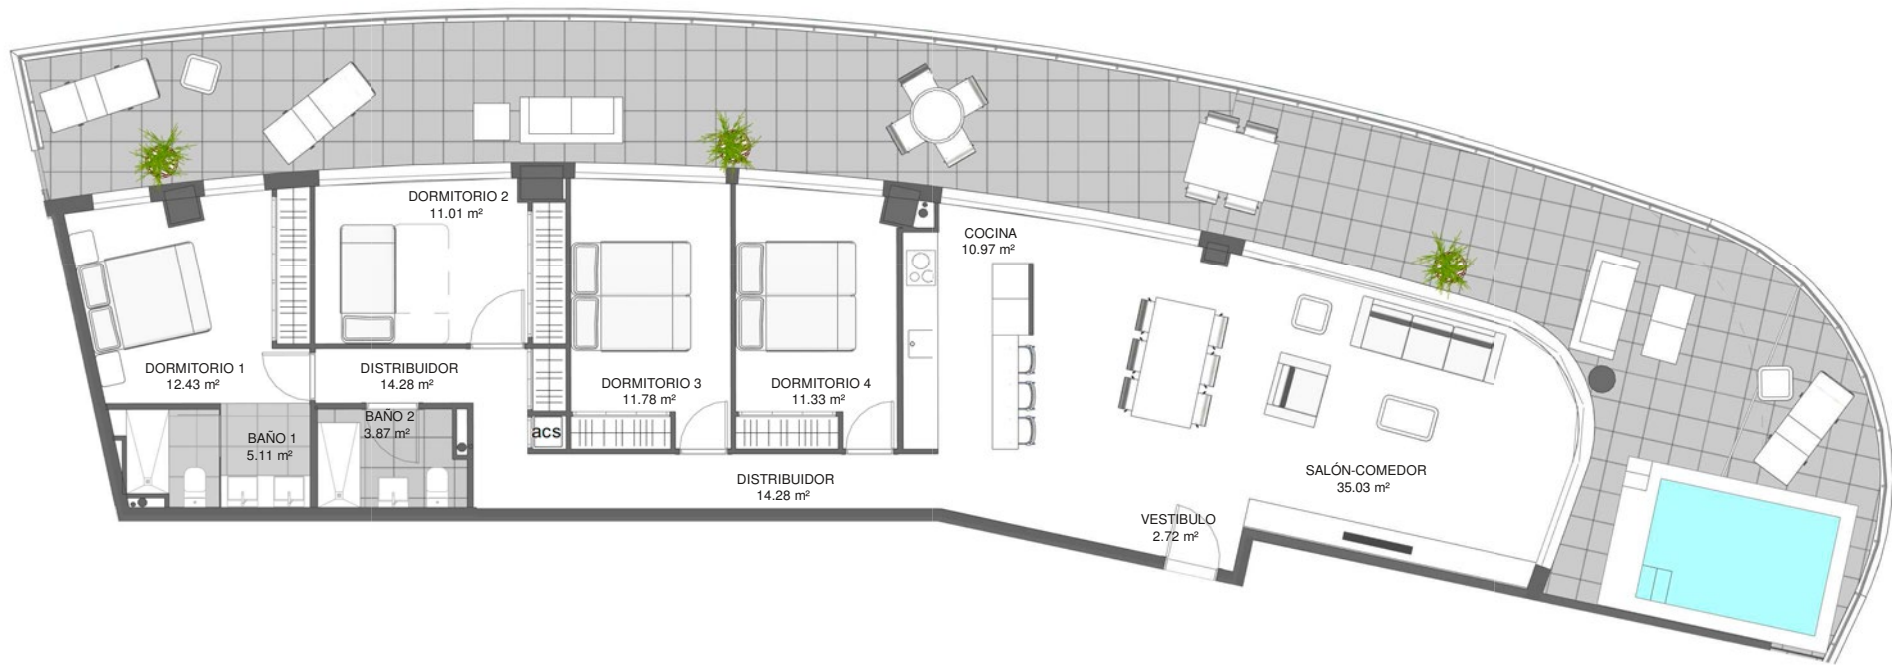 DORMITORIO 2
11.01 m²
COCINA
10.97 m²
DORMITORIO 1
12.43 m²
DISTRIBUIDOR
14.28 m²
DORMITORIO 3
11.78 m²
DORMITORIO 4
11.33 m²
BAÑO 2
3.87 m²
BAÑO 1
5.11 m²
acs
SALÓN-COMEDOR
35.03 m²
DISTRIBUIDOR
14.28 m²
VESTIBULO
2.72 m²